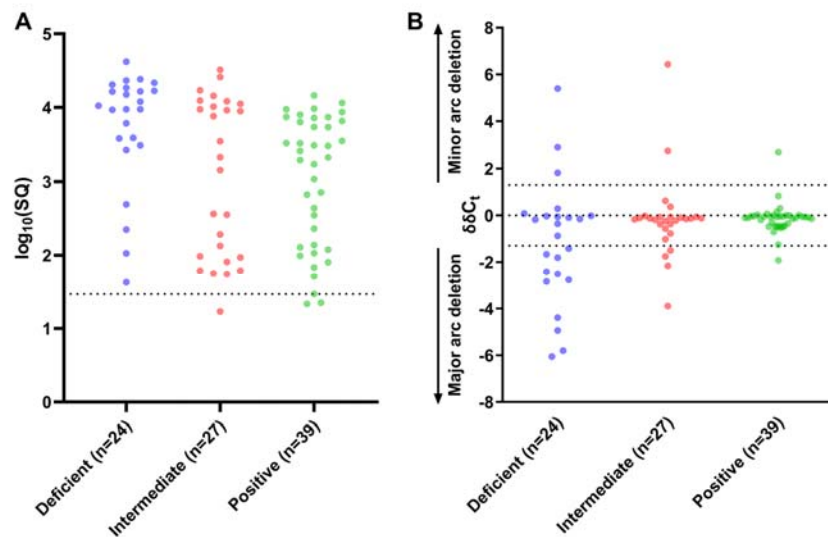 A
log₁₀(SQ)
5
4
3
2
1
0
Deficient (n=24)
Intermediate (n=27)
Positive (n=39)
B
Minor arc deletion
Major arc deletion
δδCₜ
8
6
4
2
0
-2
-4
-6
-8
Deficient (n=24)
Intermediate (n=27)
Positive (n=39)